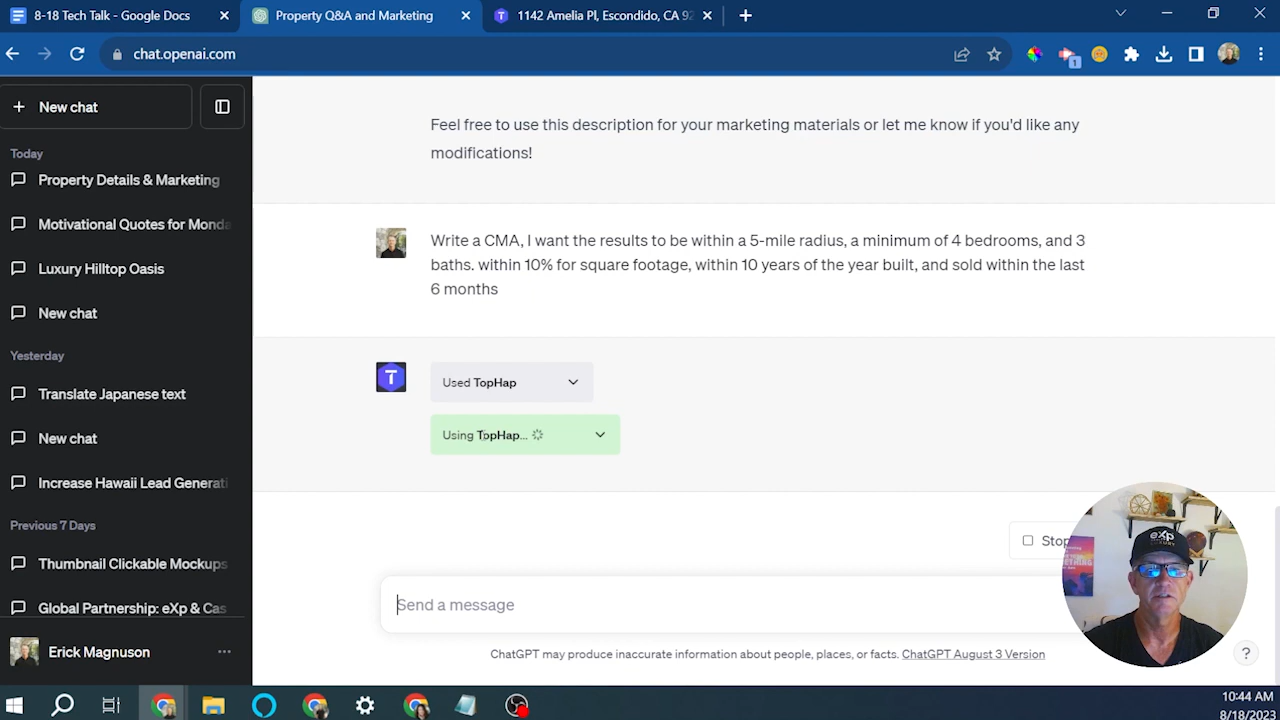 8-18 Tech Talk - Google Docs
Property Q&A and Marketing
1142 Amelia Pl, Escondido, CA 92
chat.openai.com
1
New chat
Today
Property Details & Marketing
Motivational Quotes for Monda
Luxury Hilltop Oasis
New chat
Yesterday
Translate Japanese text
New chat
Increase Hawaii Lead Generati
Previous 7 Days
Thumbnail Clickable Mockups
Global Partnership: eXp & Cas
Erick Magnuson
Feel free to use this description for your marketing materials or let me know if you'd like any
modifications!
Write a CMA, I want the results to be within a 5-mile radius, a minimum of 4 bedrooms, and 3
baths. within 10% for square footage, within 10 years of the year built, and sold within the last
6 months
T
Used TopHap
Using TopHap...
Stop
eXp
LUXURY
Send a message
ChatGPT may produce inaccurate information about people, places, or facts. ChatGPT August 3 Version
?
10:44 AM
8/18/2023